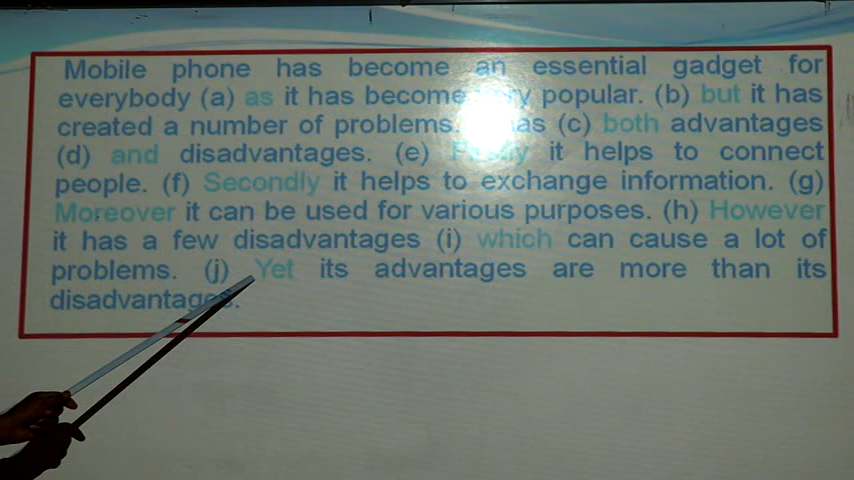 Mobile phone has become an essential gadget for
everybody (a) as it has become popular. (b) but it has
created a number of problems. has (c) both advantages
(d) and disadvantages. (e) Firstly it helps to connect
people. (f) Secondly it helps to exchange information. (g)
Moreover it can be used for various purposes. (h) However
it has a few disadvantages (i) which can cause a lot of
problems. (j) Yet its advantages are more than its
disadvantages.